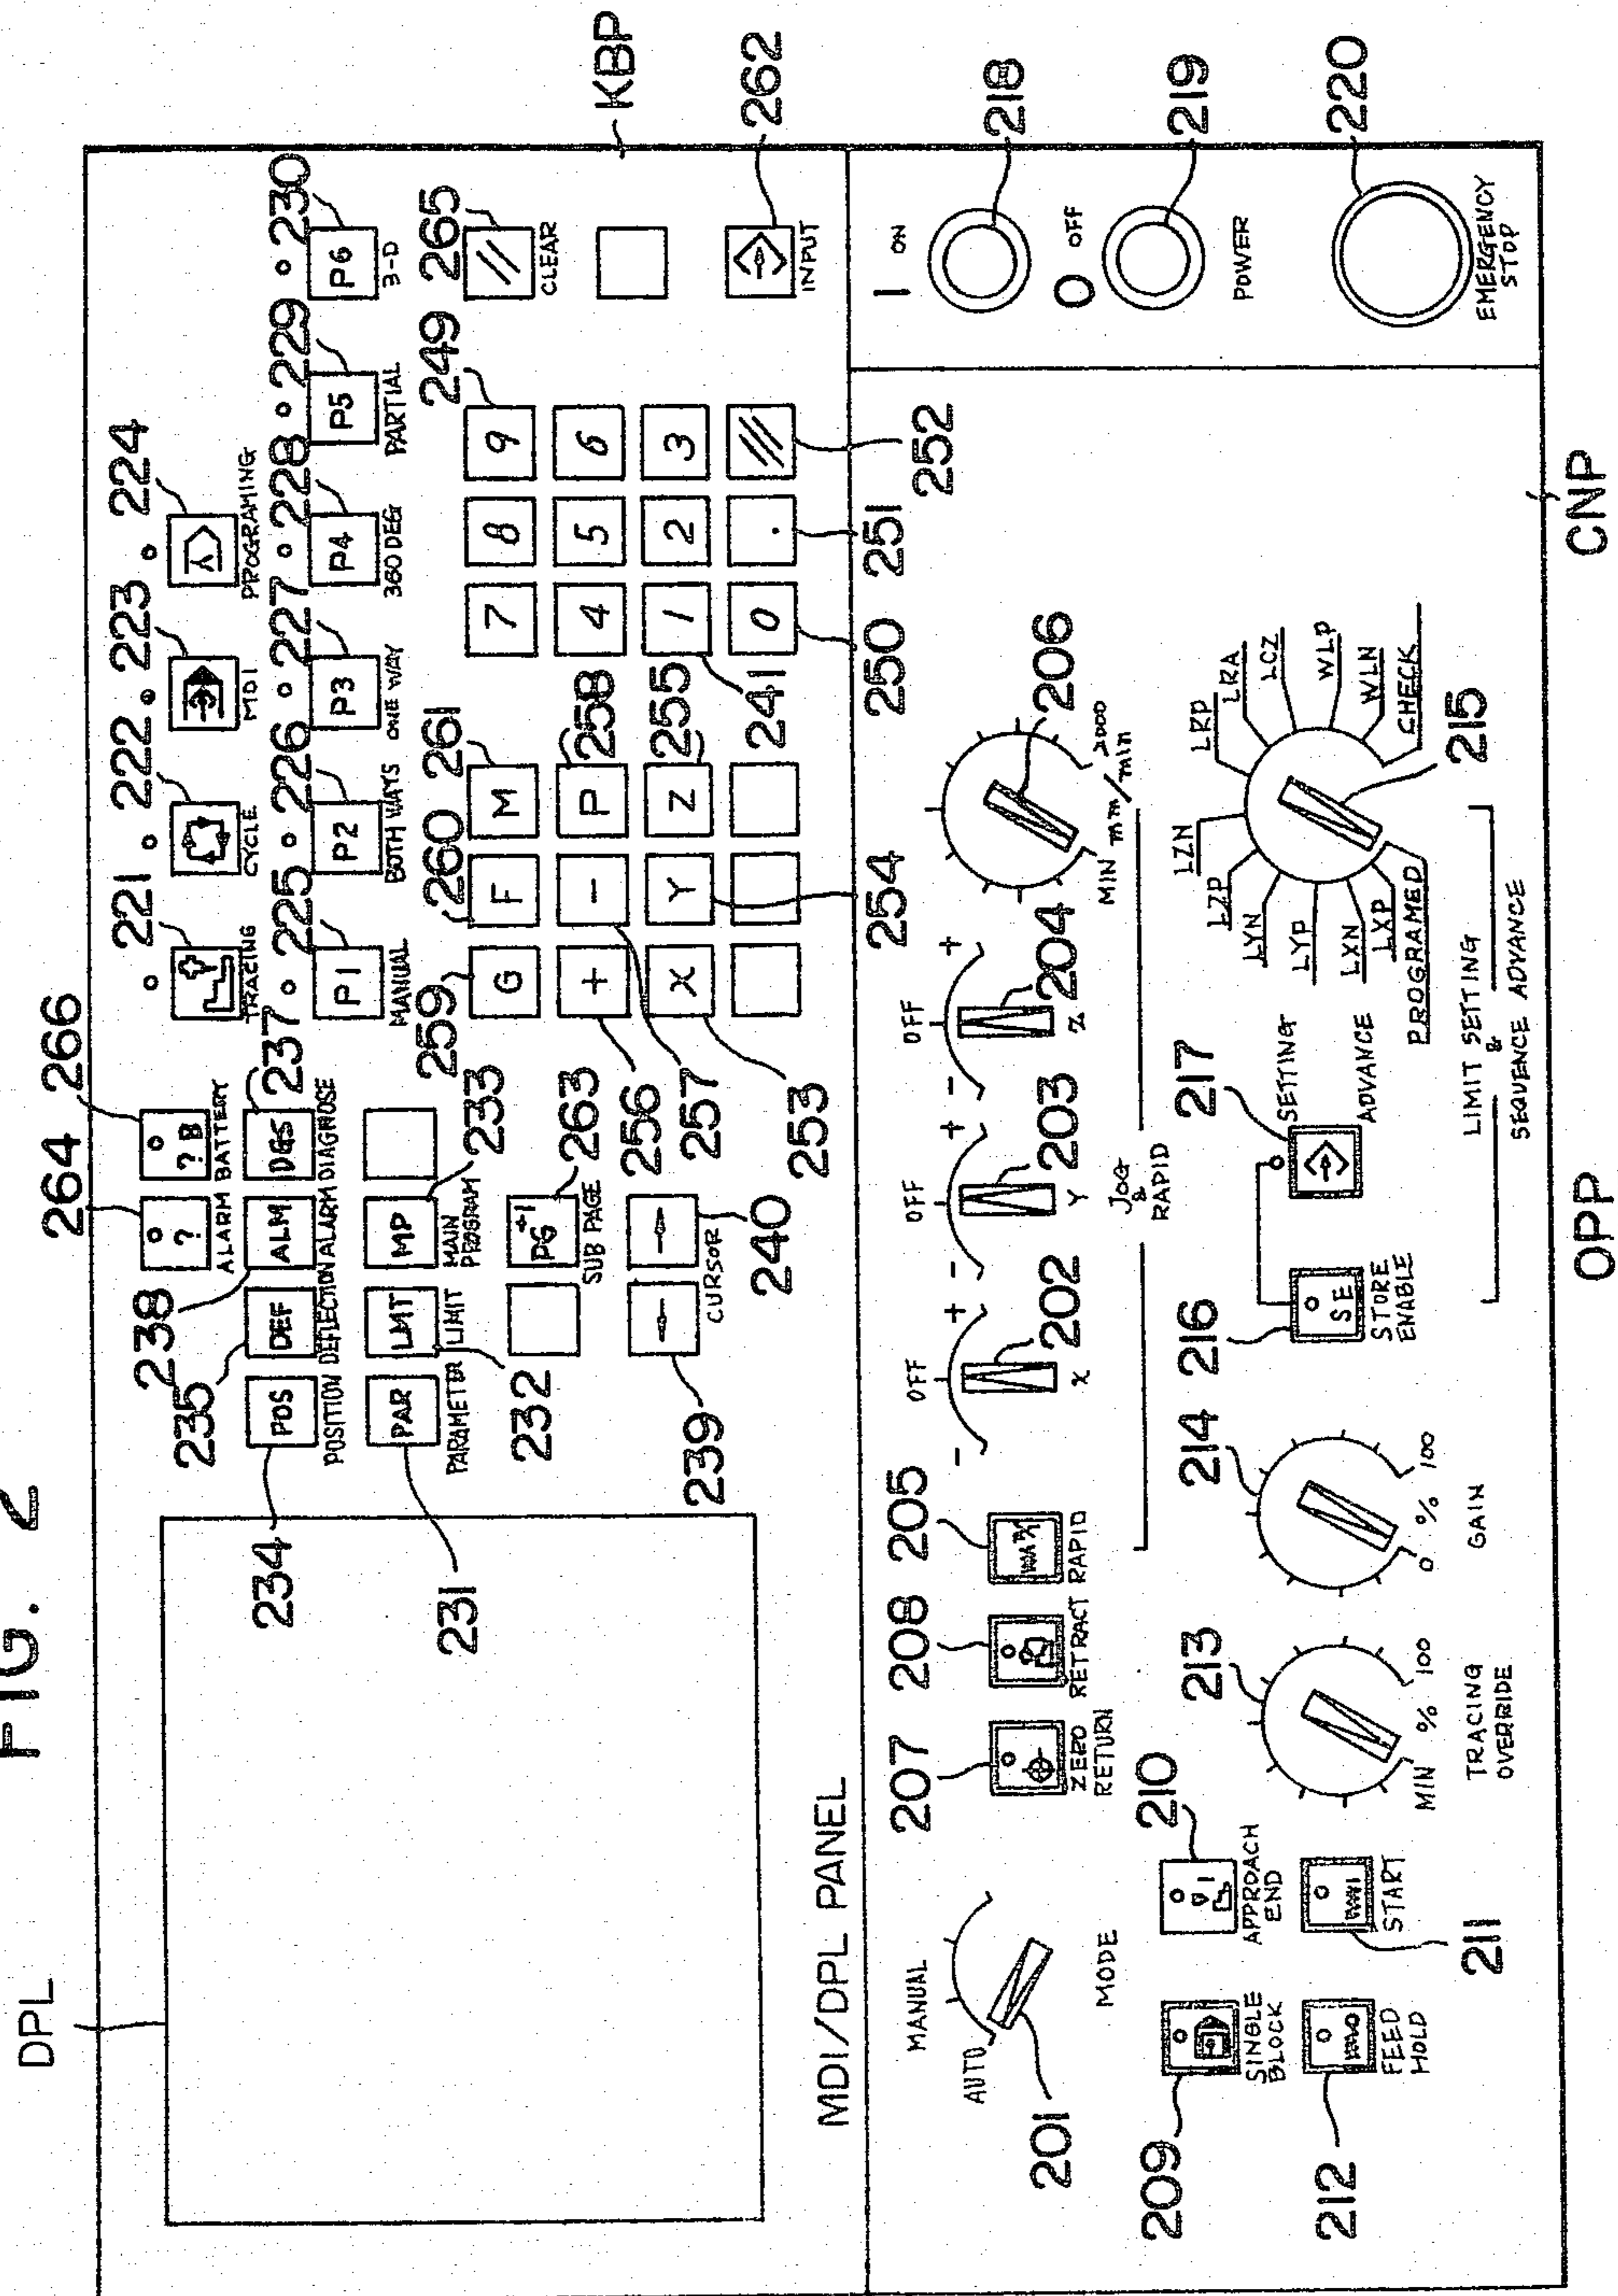 FIG. 2
DPL
264
266
ALARM
BATTERY
?
? B
238
235
237
POS
DEF
ALM
DGS
POSITION
DEFLECTION
ALARM
DIAGNOSE
234
PAR
LMT
MP
PARAMETER
LIMIT
MAIN
PROGRAM
231
232
233
PG+1
SUB PAGE
263
CURSOR
239
240
221
222
223
224
TRACING
CYCLE
MDI
PROGRAMING
225
226
227
228
229
230
P1
P2
P3
P4
P5
P6
MANUAL
BOTH WAYS
ONE WAY
360 DEG
PARTIAL
3-D
259
260
261
249
265
G
F
M
7
8
9
CLEAR
KBP
+
-
P
4
5
6
256
257
258
X
Y
Z
1
2
3
253
254
255
241
0
.
INPUT
262
250
251
252
MDI/DPL PANEL
MANUAL
AUTO
MODE
201
207
208
205
ZERO
RETURN
RETRACT
RAPID
- OFF +
X
202
- OFF +
Y
203
- OFF +
Z
204
JOG
&
RAPID
206
MIN
2000
mm/min
I ON
218
O OFF
219
POWER
220
EMERGENCY
STOP
209
SINGLE
BLOCK
210
APPROACH
END
212
FEED
HOLD
211
START
213
MIN % 100
TRACING
OVERRIDE
214
0 % 100
GAIN
216
SE
STORE
ENABLE
217
SETTING
ADVANCE
PROGRAMED
LXP
LXN
LYP
LYN
LZP
LZN
LRP
LRA
LCZ
WLP
WLN
CHECK
215
LIMIT SETTING
&
SEQUENCE ADVANCE
OPP
CNP